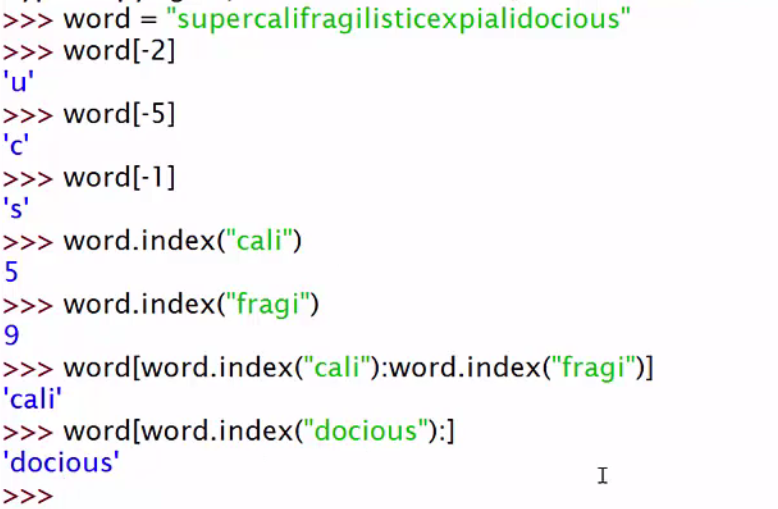 >>> word = "supercalifragilisticexpialidocious"
>>> word[-2]
'u'
>>> word[-5]
'c'
>>> word[-1]
's'
>>> word.index("cali")
5
>>> word.index("fragi")
9
>>> word[word.index("cali"):word.index("fragi")]
'cali'
>>> word[word.index("docious"):]
'docious'
>>>